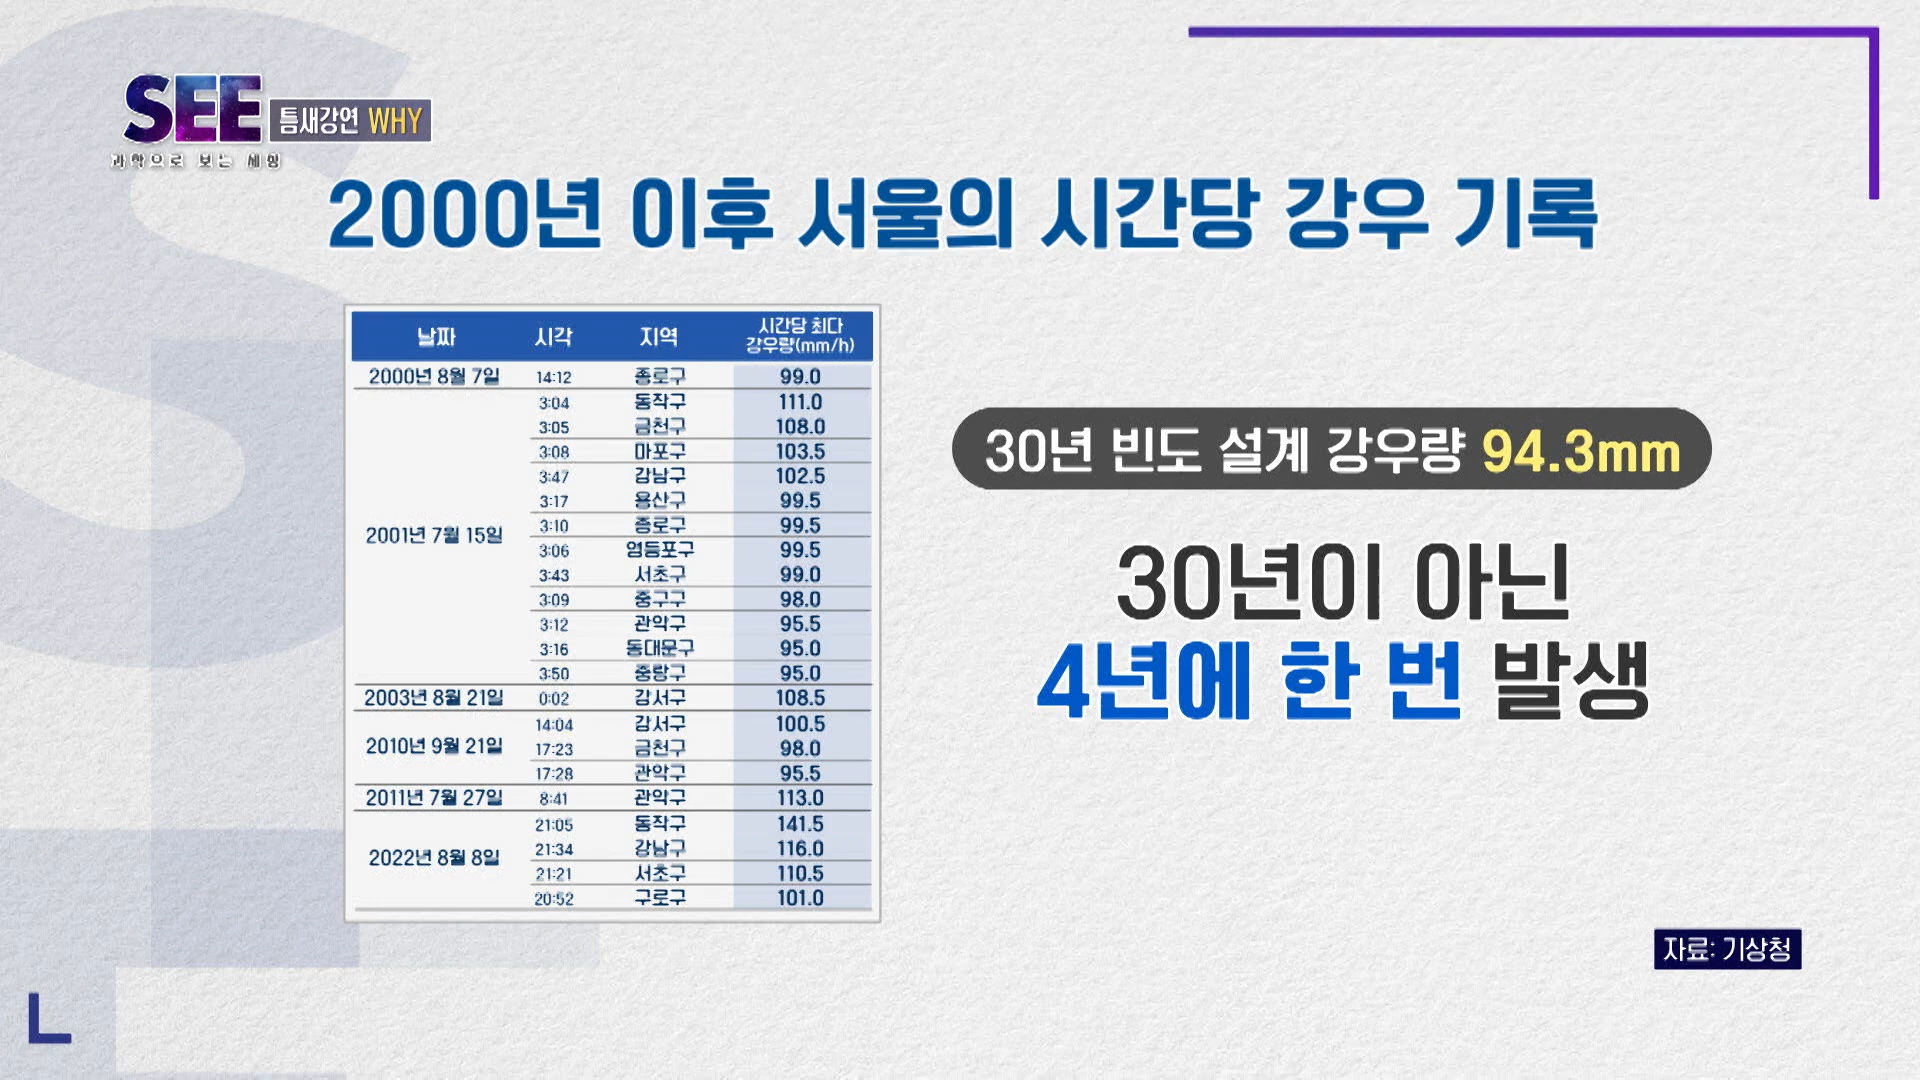 SEE 틈새강연 WHY
과학으로 보는 세상
2000년 이후 서울의 시간당 강우 기록
날짜 시각 지역 시간당 최다 강우량(mm/h)
2000년 8월 7일 14:12 종로구 99.0
2001년 7월 15일
3:04 동작구 111.0
3:05 금천구 108.0
3:08 마포구 103.5
3:47 강남구 102.5
3:17 용산구 99.5
3:10 종로구 99.5
3:06 영등포구 99.5
3:43 서초구 99.0
3:09 중구구 98.0
3:12 관악구 95.5
3:16 동대문구 95.0
3:50 중랑구 95.0
2003년 8월 21일 0:02 강서구 108.5
2010년 9월 21일
14:04 강서구 100.5
17:23 금천구 98.0
17:28 관악구 95.5
2011년 7월 27일 8:41 관악구 113.0
2022년 8월 8일
21:05 동작구 141.5
21:34 강남구 116.0
21:21 서초구 110.5
20:52 구로구 101.0
30년 빈도 설계 강우량 94.3mm
30년이 아닌
4년에 한 번 발생
자료: 기상청